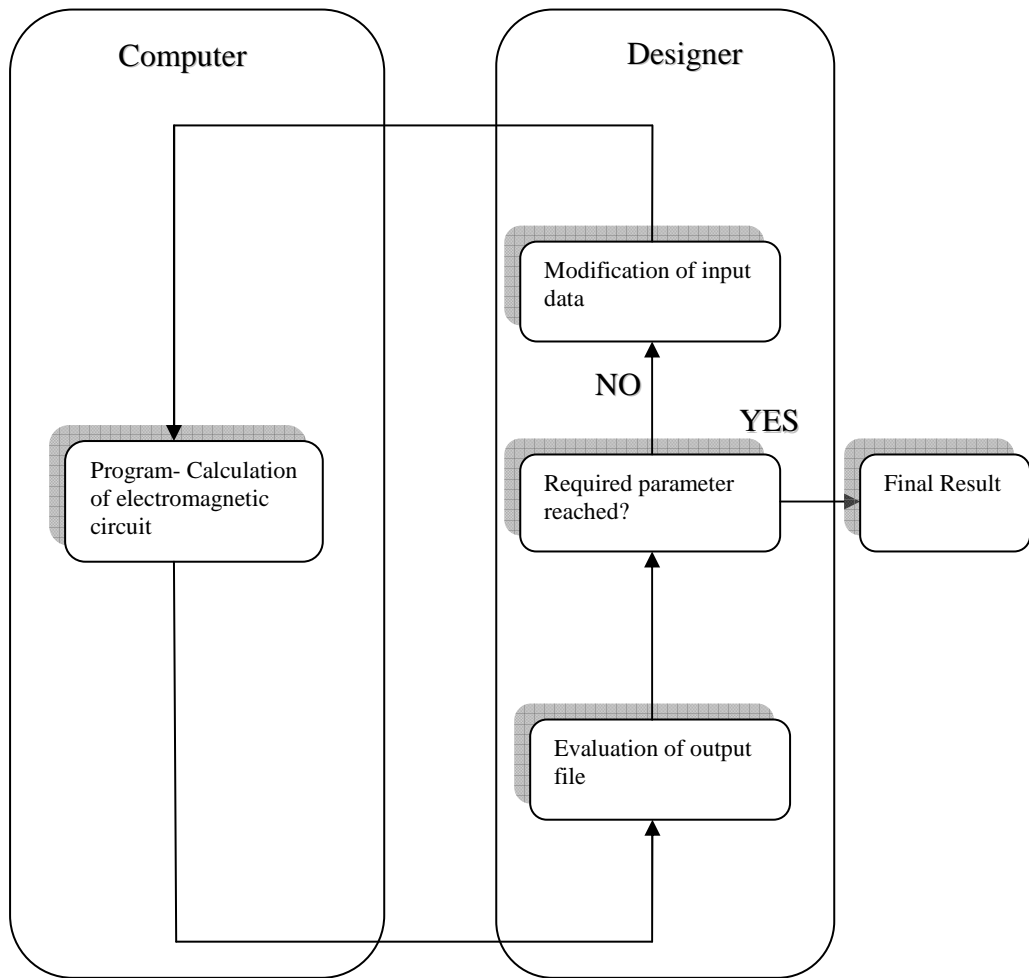 Computer
Designer
Modification of input
data
NO
YES
Program- Calculation
of electromagnetic
circuit
Required parameter
reached?
Final Result
Evaluation of output
file